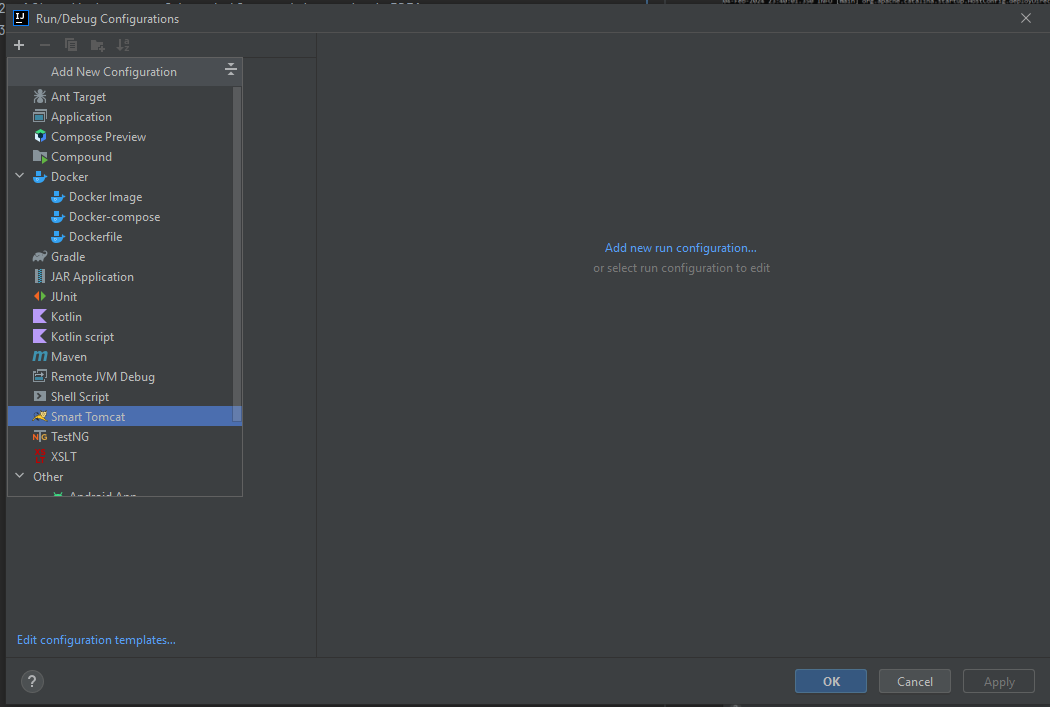 Run/Debug Configurations
Add New Configuration
Ant Target
Application
Compose Preview
Compound
Docker
Docker Image
Docker-compose
Dockerfile
Gradle
JAR Application
JUnit
Kotlin
Kotlin script
Maven
Remote JVM Debug
Shell Script
Smart Tomcat
TestNG
XSLT
Other
Android App
Add new run configuration...
or select run configuration to edit
Edit configuration templates...
?
OK
Cancel
Apply